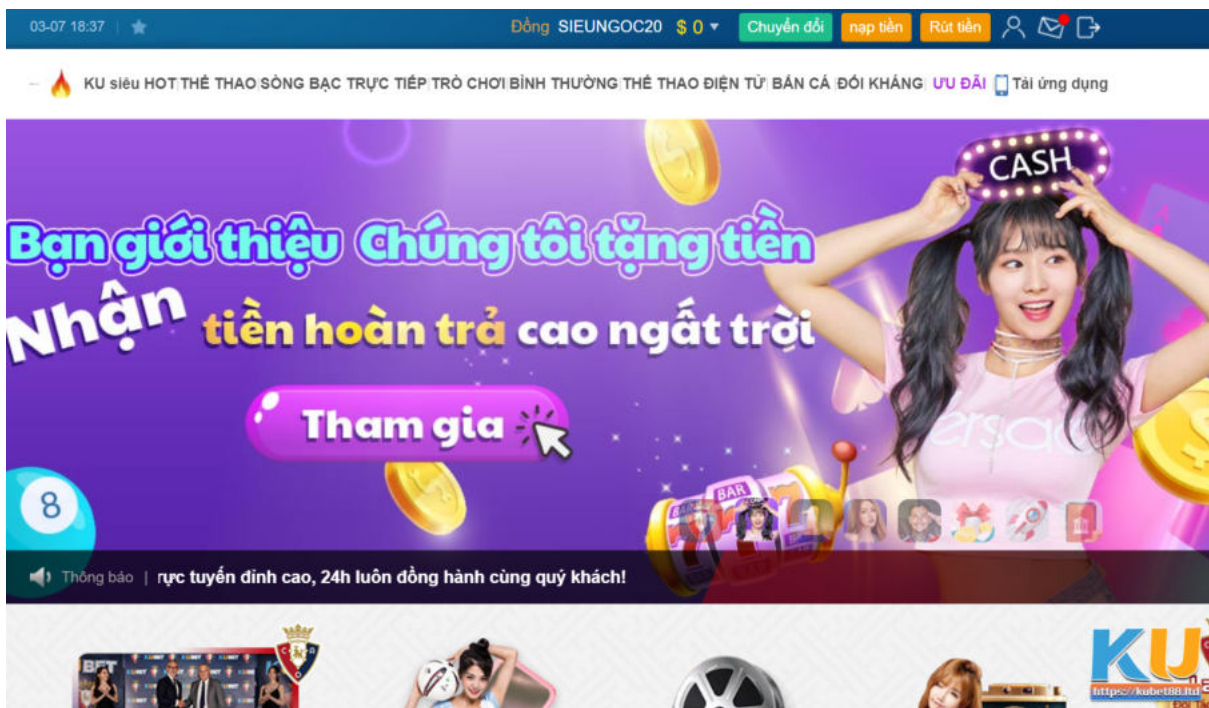 03-07 18:37
Đồng SIEUNGOC20 $ 0 Chuyển đổi nạp tiền Rút tiền
KU siêu HOT THỂ THAO SÒNG BẠC TRỰC TIẾP TRÒ CHƠI BÌNH THƯỜNG THỂ THAO ĐIỆN TỬ BẮN CÁ ĐỐI KHÁNG ƯU ĐÃI Tải ứng dụng
CASH
Bạn giới thiệu Chúng tôi tặng tiền
Nhận tiền hoàn trả cao ngất trời
Tham gia
8
BAR
BAR
Thông báo | rực tuyến đỉnh cao, 24h luôn đồng hành cùng quý khách!
BET
KU
https://kubet88.ltd